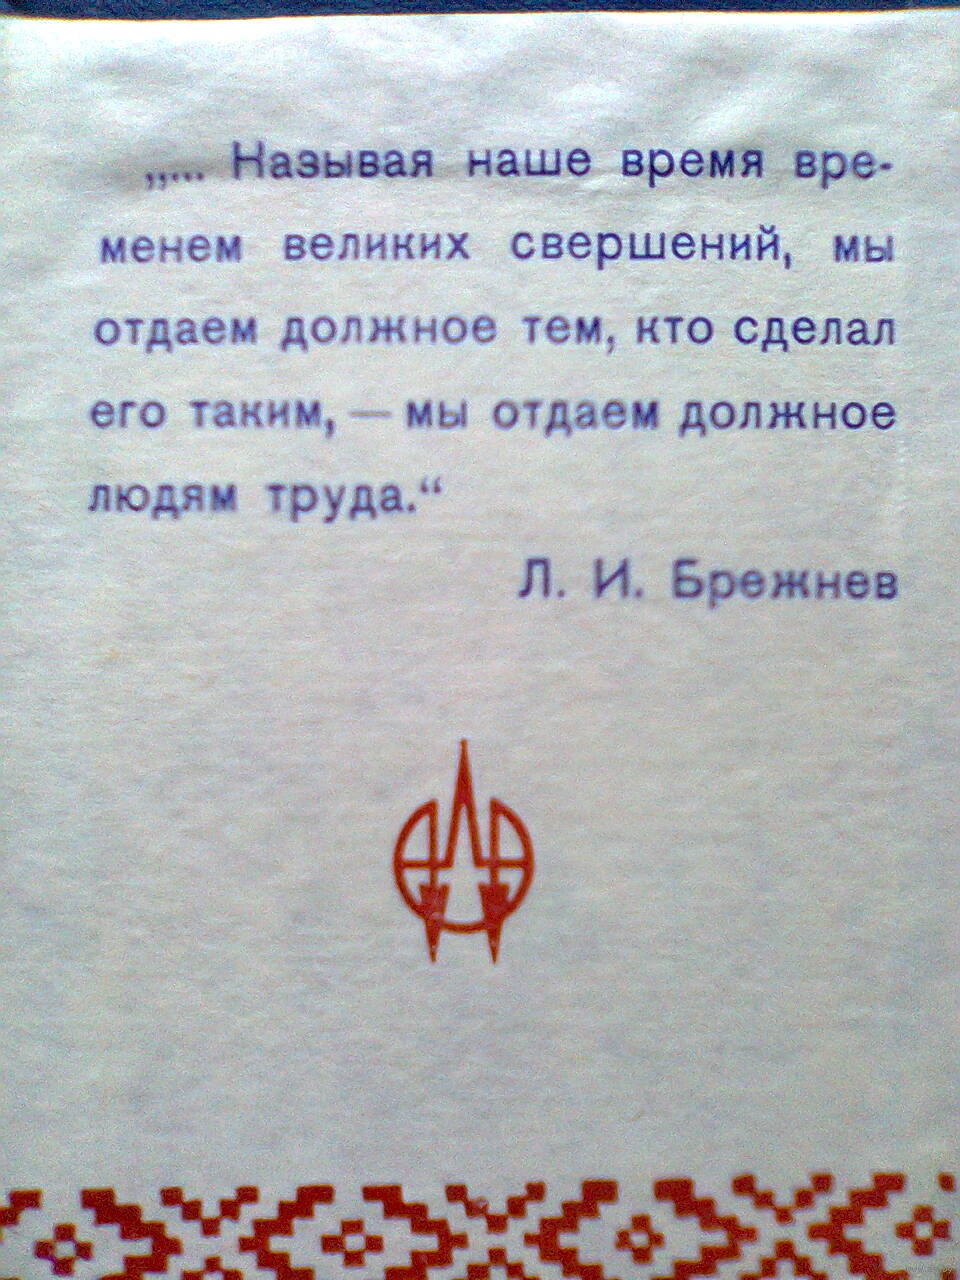 „... Называя наше время вре-
менем великих свершений, мы
отдаем должное тем, кто сделал
его таким, — мы отдаем должное
людям труда.“
Л. И. Брежнев